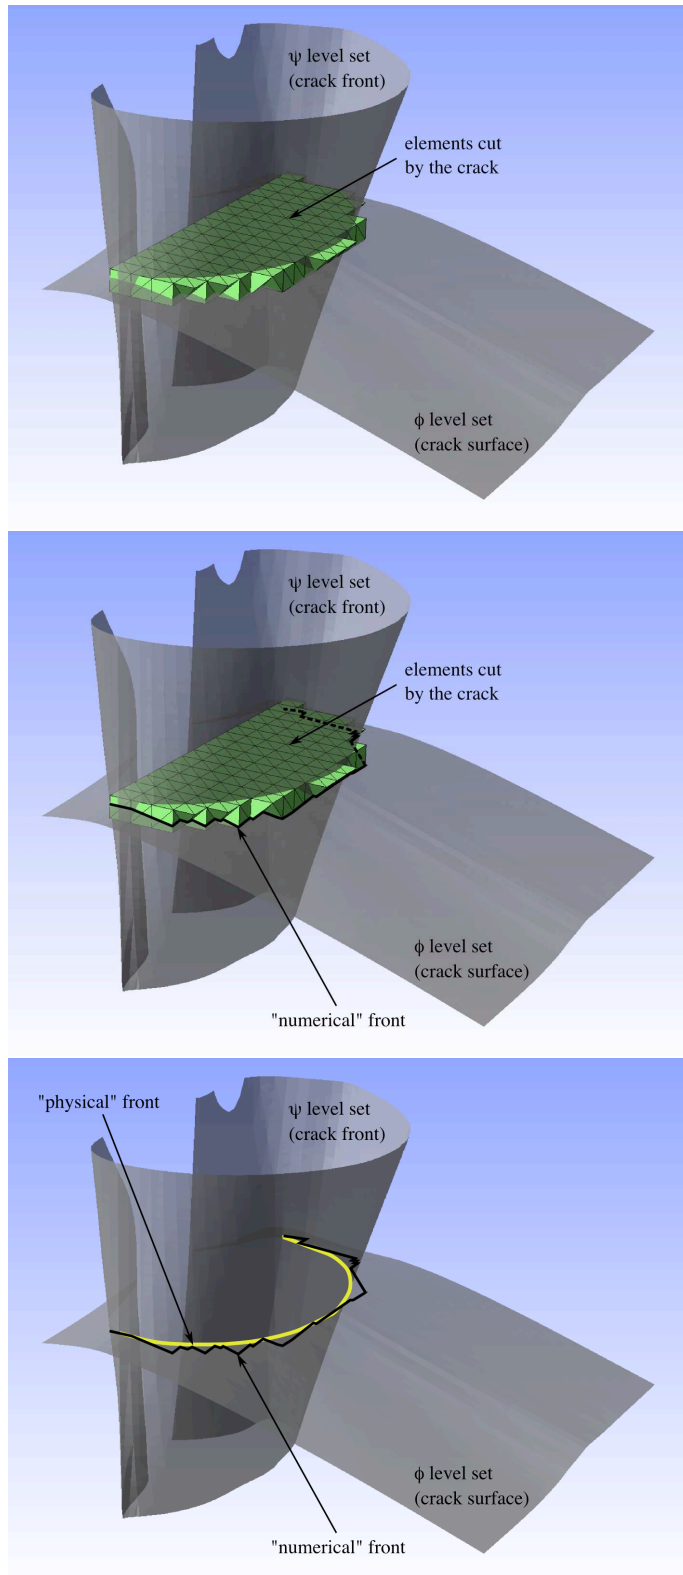 ψ level set
(crack front)
elements cut
by the crack
ϕ level set
(crack surface)
ψ level set
(crack front)
elements cut
by the crack
ϕ level set
(crack surface)
"numerical" front
"physical" front
ψ level set
(crack front)
ϕ level set
(crack surface)
"numerical" front